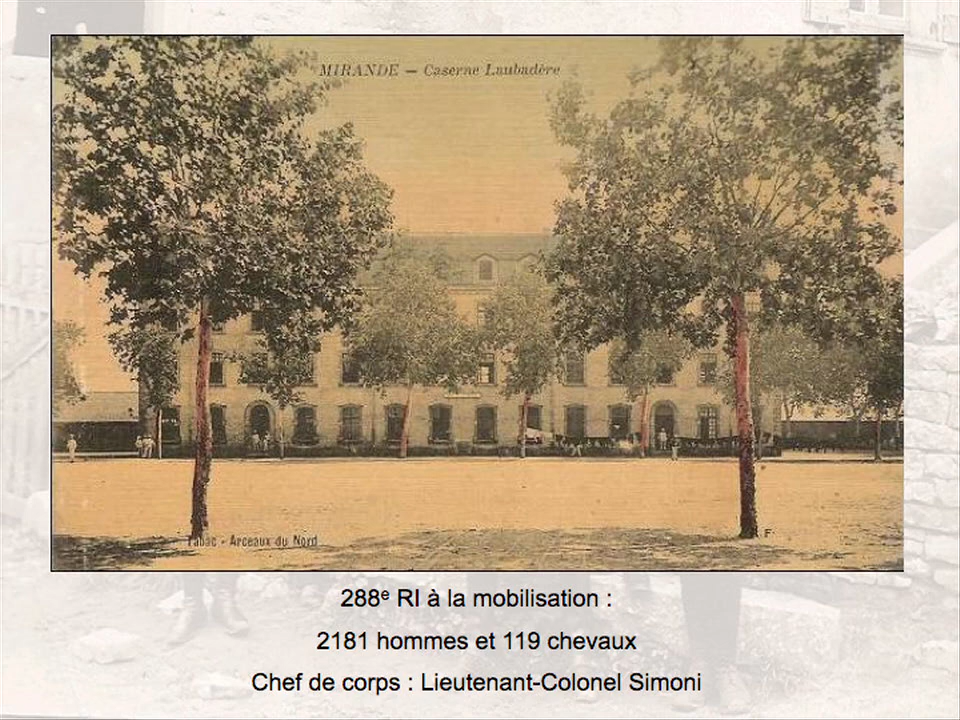 MIRANDE — Caserne Laubadère
Tabac - Arceaux du Nord
F
288e RI à la mobilisation :
2181 hommes et 119 chevaux
Chef de corps : Lieutenant-Colonel Simoni